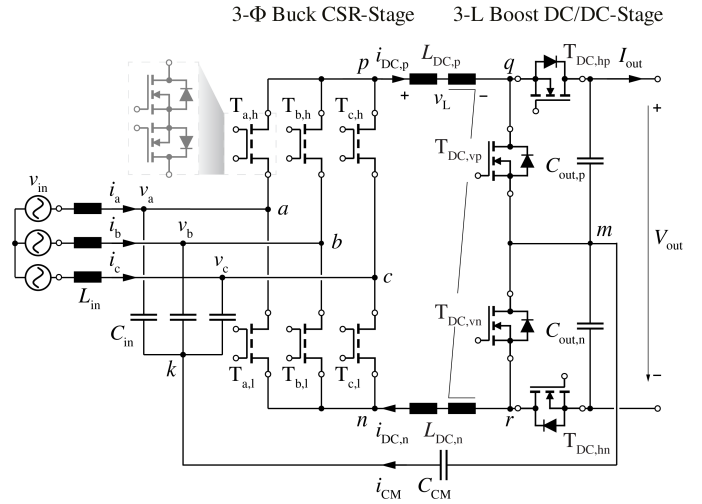 3-Φ Buck CSR-Stage 3-L Boost DC/DC-Stage
p i_DC,p L_DC,p q T_DC,hp I_out
+ v_L −
T_a,h T_b,h T_c,h
+
T_DC,vp C_out,p
v_in i_a v_a a
i_b v_b b m V_out
i_c v_c c
L_in
C_in T_DC,vn C_out,n
k T_a,l T_b,l T_c,l
−
n i_DC,n L_DC,n r T_DC,hn
i_CM C_CM